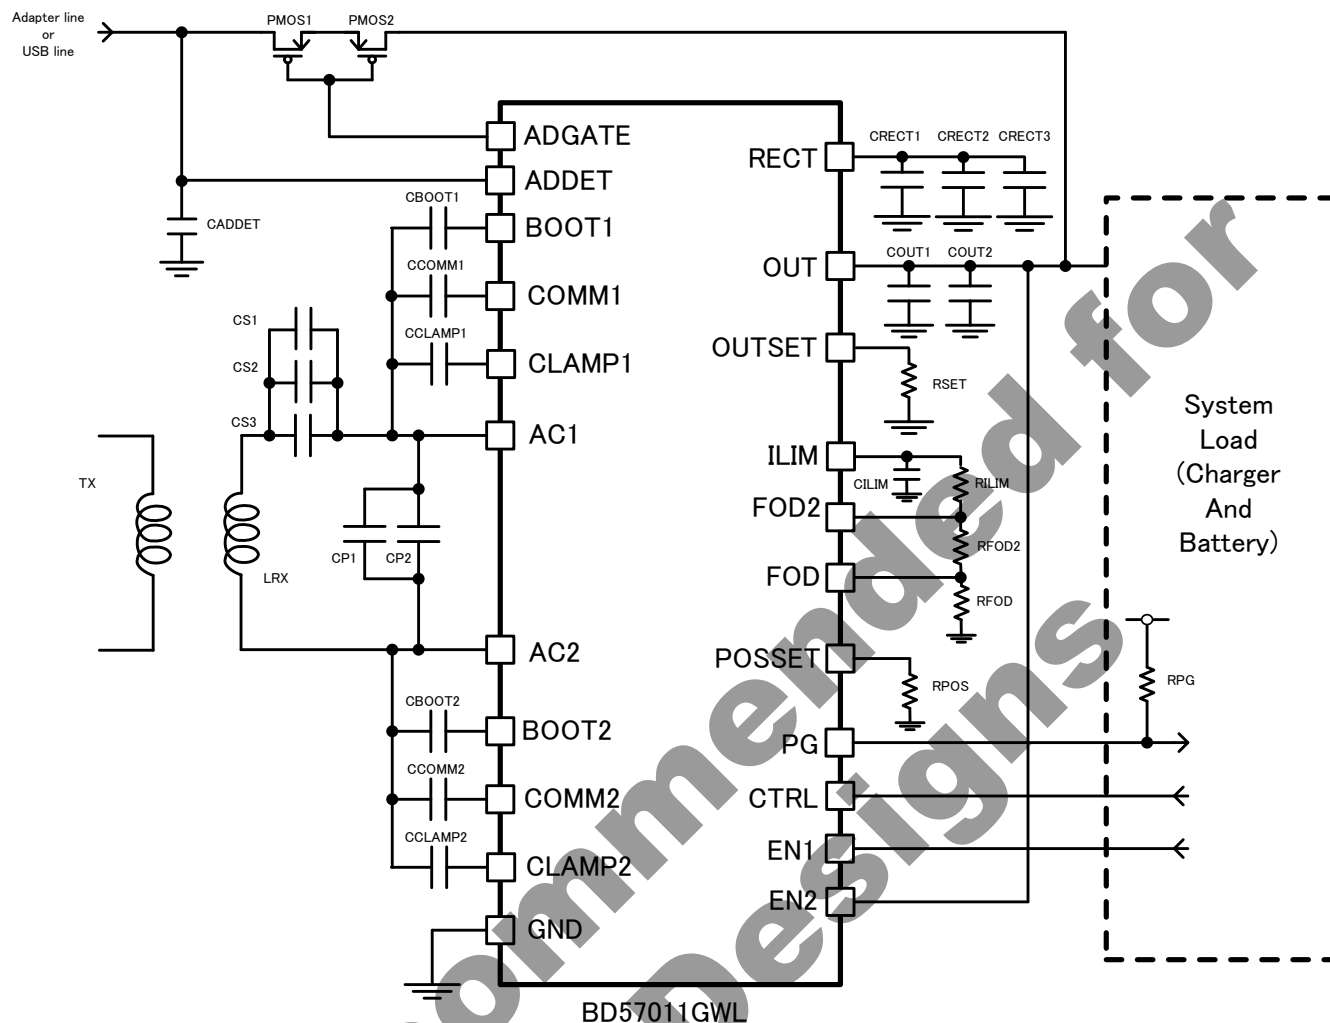 Adapter line
or
USB line
PMOS1
PMOS2
ADGATE
ADDET
CADDET
CBOOT1
BOOT1
CCOMM1
COMM1
CCLAMP1
CLAMP1
CS1
CS2
CS3
AC1
TX
LRX
CP1
CP2
AC2
CBOOT2
BOOT2
CCOMM2
COMM2
CCLAMP2
CLAMP2
GND
RECT
CRECT1
CRECT2
CRECT3
OUT
COUT1
COUT2
OUTSET
RSET
ILIM
CILIM
RILIM
FOD2
RFOD2
FOD
RFOD
POSSET
RPOS
PG
RPG
CTRL
EN1
EN2
System
Load
(Charger
And
Battery)
BD57011GWL
ommended for
Designs